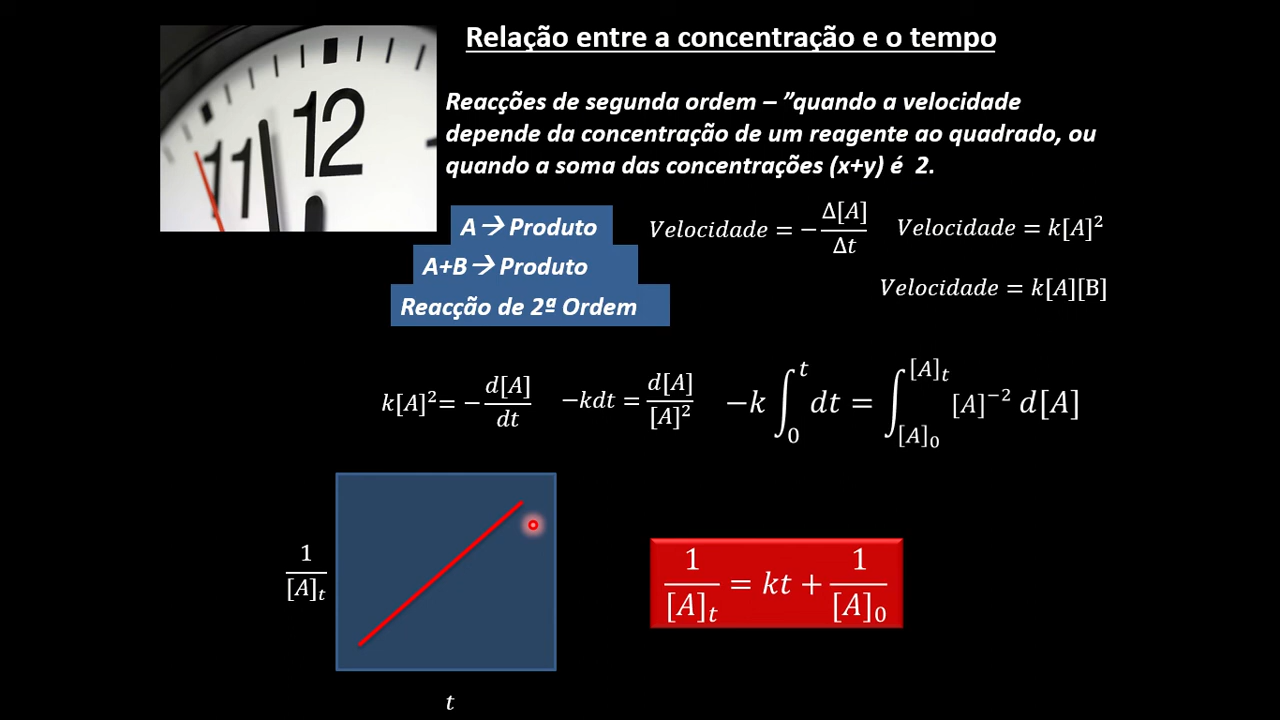 Relação entre a concentração e o tempo
11 12
Reacções de segunda ordem – ”quando a velocidade
depende da concentração de um reagente ao quadrado, ou
quando a soma das concentrações (x+y) é 2.
A→ Produto
A+B→ Produto
Reacção de 2ª Ordem
Velocidade = −Δ[A]/Δt
Velocidade = k[A]²
Velocidade = k[A][B]
k[A]²= −d[A]/dt
−kdt = d[A]/[A]²
−k ∫₀ᵗ dt = ∫_{[A]₀}^{[A]ₜ} [A]⁻² d[A]
1/[A]ₜ
t
1/[A]ₜ = kt + 1/[A]₀